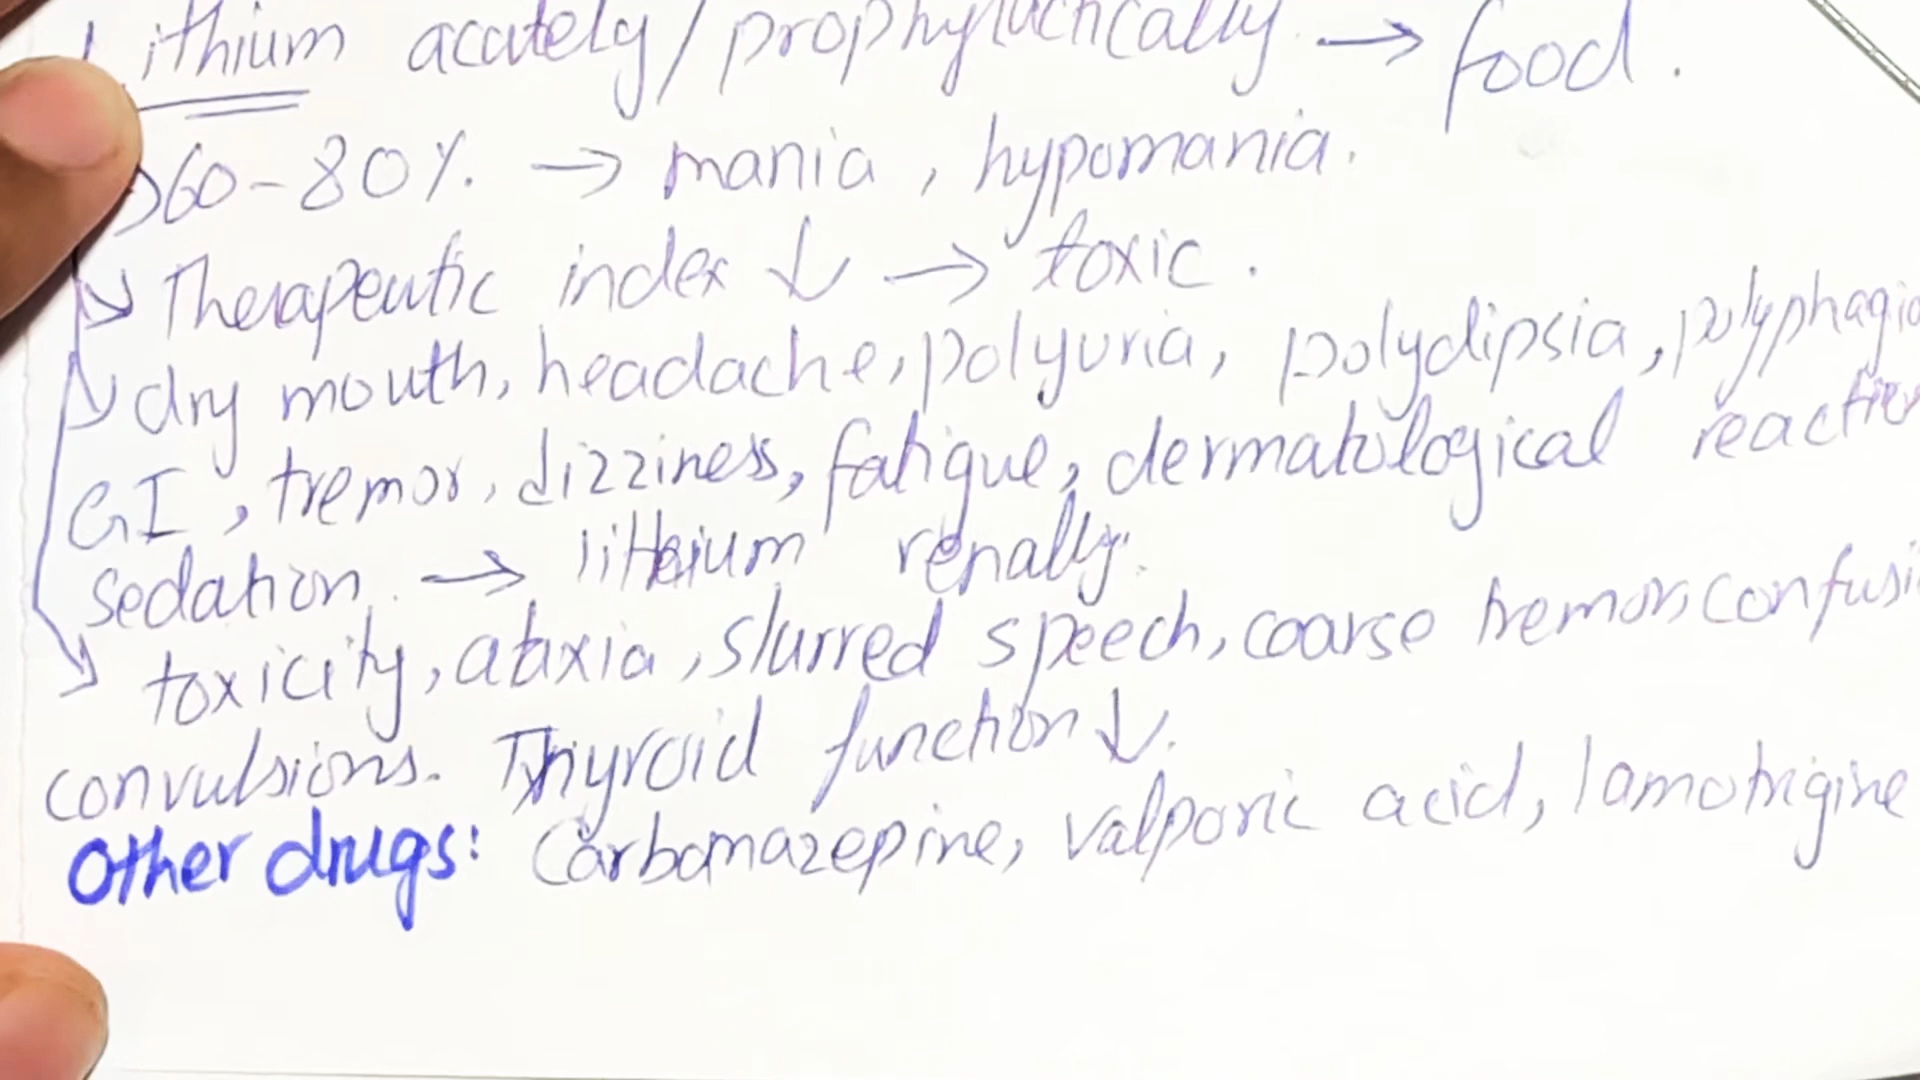 Lithium acutely/prophylactically → food.
60-80% → mania, hypomania.
Therapeutic index ↓ → toxic.
dry mouth, headache, polyuria, polydipsia, polyphagia
GI, tremor, dizziness, fatigue, dermatological reaction
sedation. → lithium renally.
toxicity, ataxia, slurred speech, coarse tremor, confusi
convulsions. Thyroid function ↓.
Other drugs: Carbamazepine, valporic acid, lamotrigine